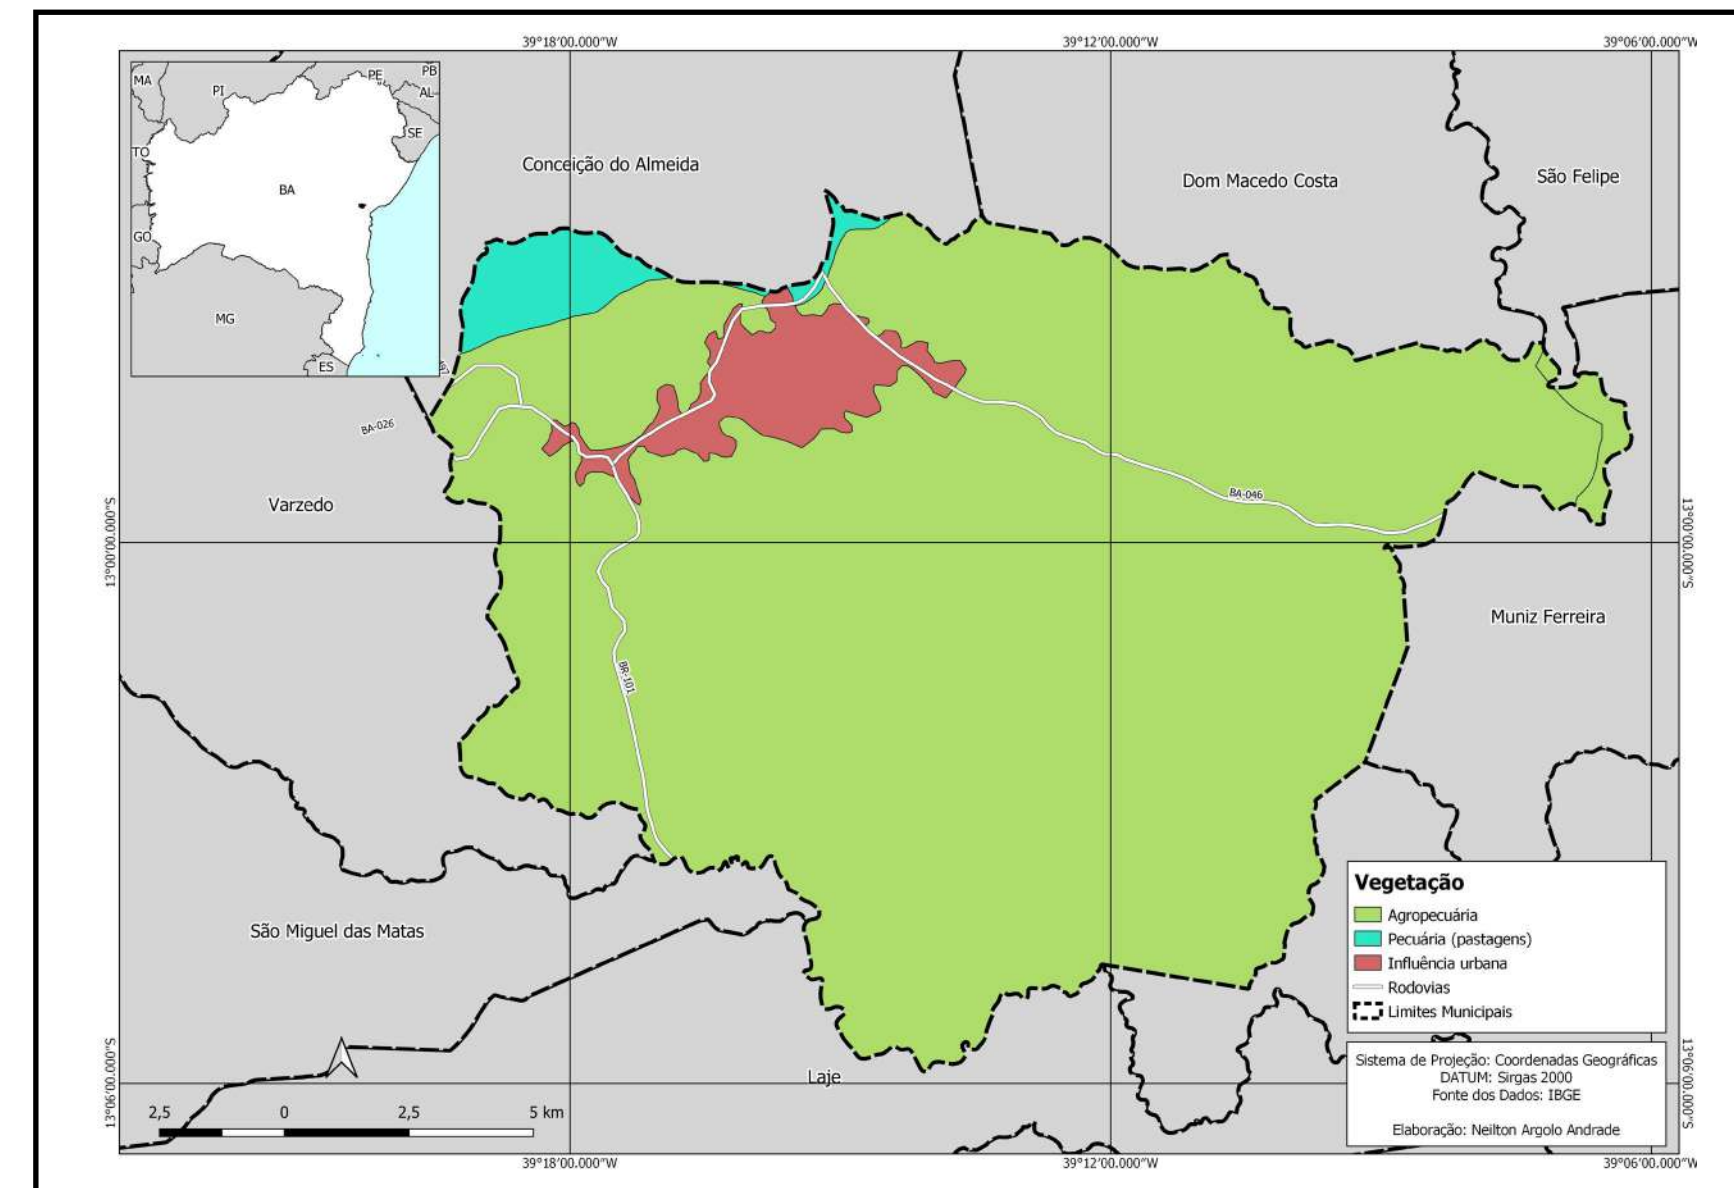 39°18'00.000"W
39°12'00.000"W
39°06'00.000"W
MA
PI
PE
PB
AL
SE
TO
BA
GO
MG
ES
Conceição do Almeida
Dom Macedo Costa
São Felipe
BA-026
Varzedo
BA-046
13°00'00.000"S
13°00'00.000"S
Muniz Ferreira
BR-101
Vegetação
Agropecuária
Pecuária (pastagens)
Influência urbana
Rodovias
Limites Municipais
São Miguel das Matas
Laje
13°06'00.000"S
13°06'00.000"S
Sistema de Projeção: Coordenadas Geográficas
DATUM: Sirgas 2000
Fonte dos Dados: IBGE
Elaboração: Neilton Argolo Andrade
2,5 0 2,5 5 km
39°18'00.000"W
39°12'00.000"W
39°06'00.000"W